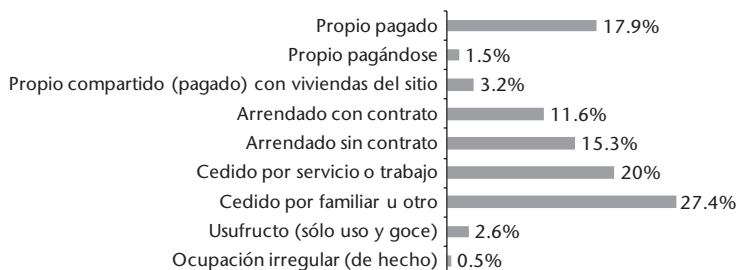 Propio pagado 17.9%
Propio pagándose 1.5%
Propio compartido (pagado) con viviendas del sitio 3.2%
Arrendado con contrato 11.6%
Arrendado sin contrato 15.3%
Cedido por servicio o trabajo 20%
Cedido por familiar u otro 27.4%
Usufructo (sólo uso y goce) 2.6%
Ocupación irregular (de hecho) 0.5%